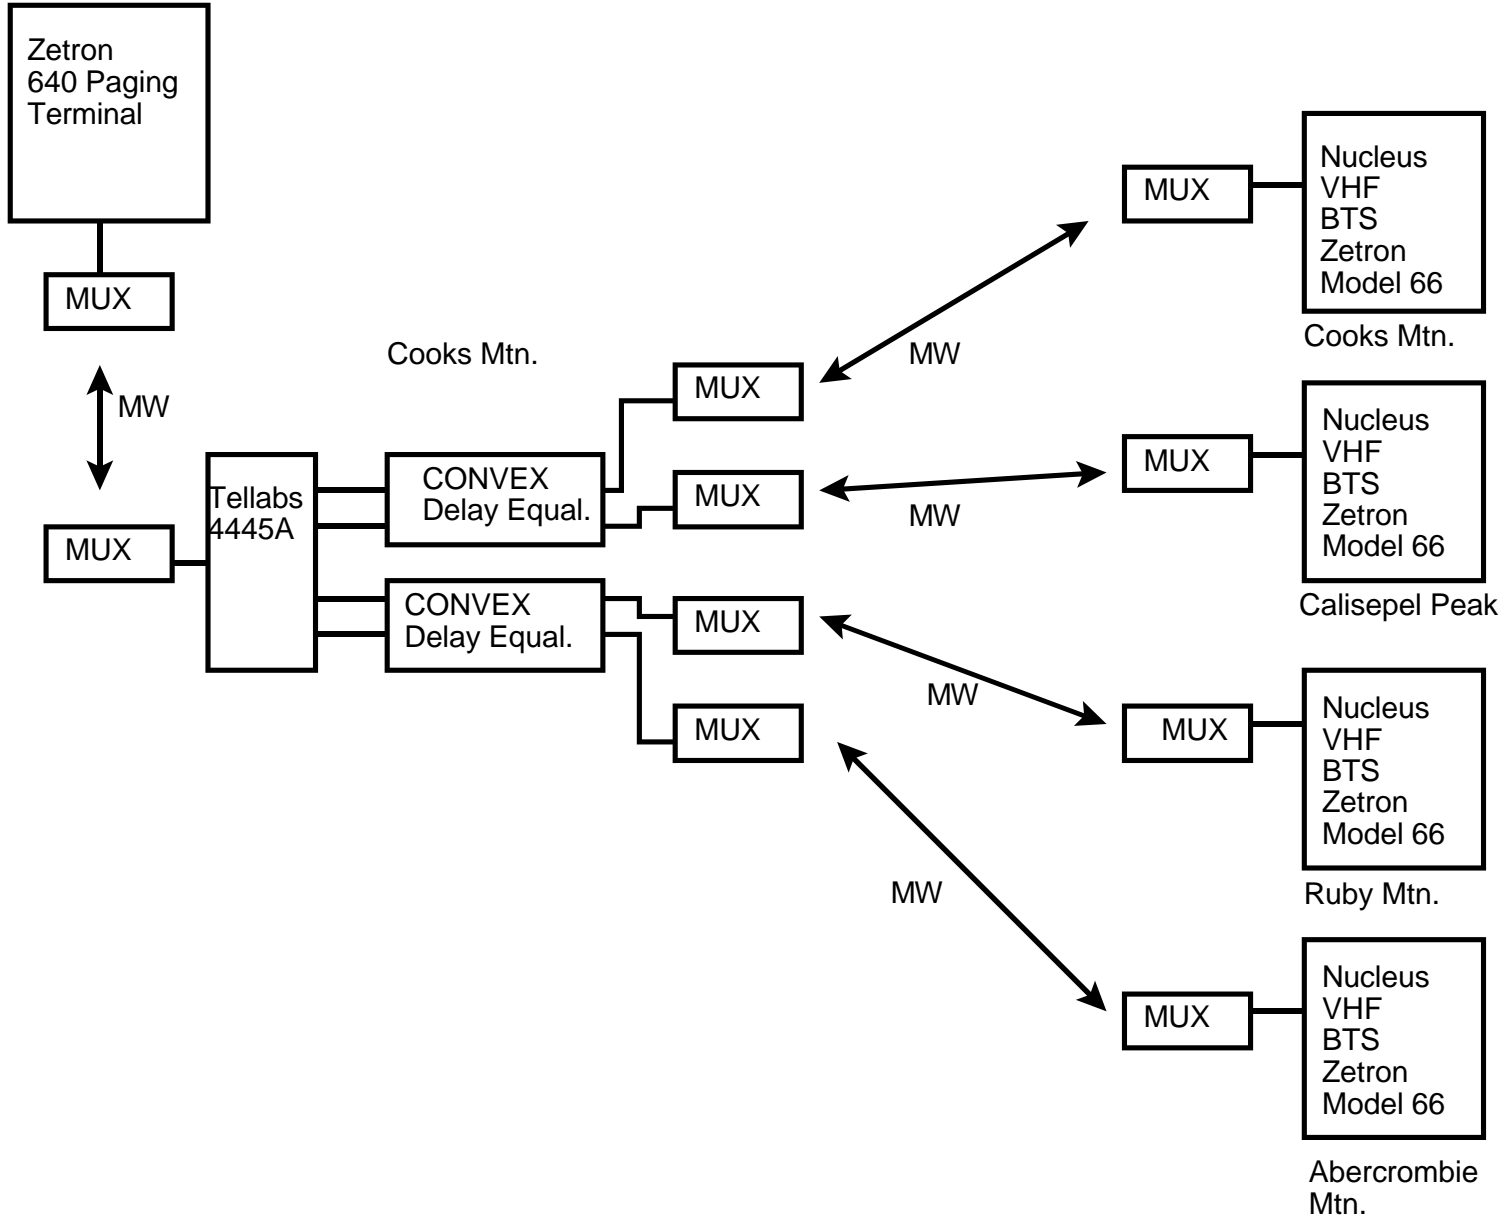 Zetron
640 Paging
Terminal
MUX
MW
MUX
Tellabs
4445A
Cooks Mtn.
CONVEX
Delay Equal.
CONVEX
Delay Equal.
MUX
MUX
MUX
MUX
MW
MW
MW
MW
MUX
Nucleus
VHF
BTS
Zetron
Model 66
Cooks Mtn.
MUX
Nucleus
VHF
BTS
Zetron
Model 66
Calisepel Peak
MUX
Nucleus
VHF
BTS
Zetron
Model 66
Ruby Mtn.
MUX
Nucleus
VHF
BTS
Zetron
Model 66
Abercrombie
Mtn.